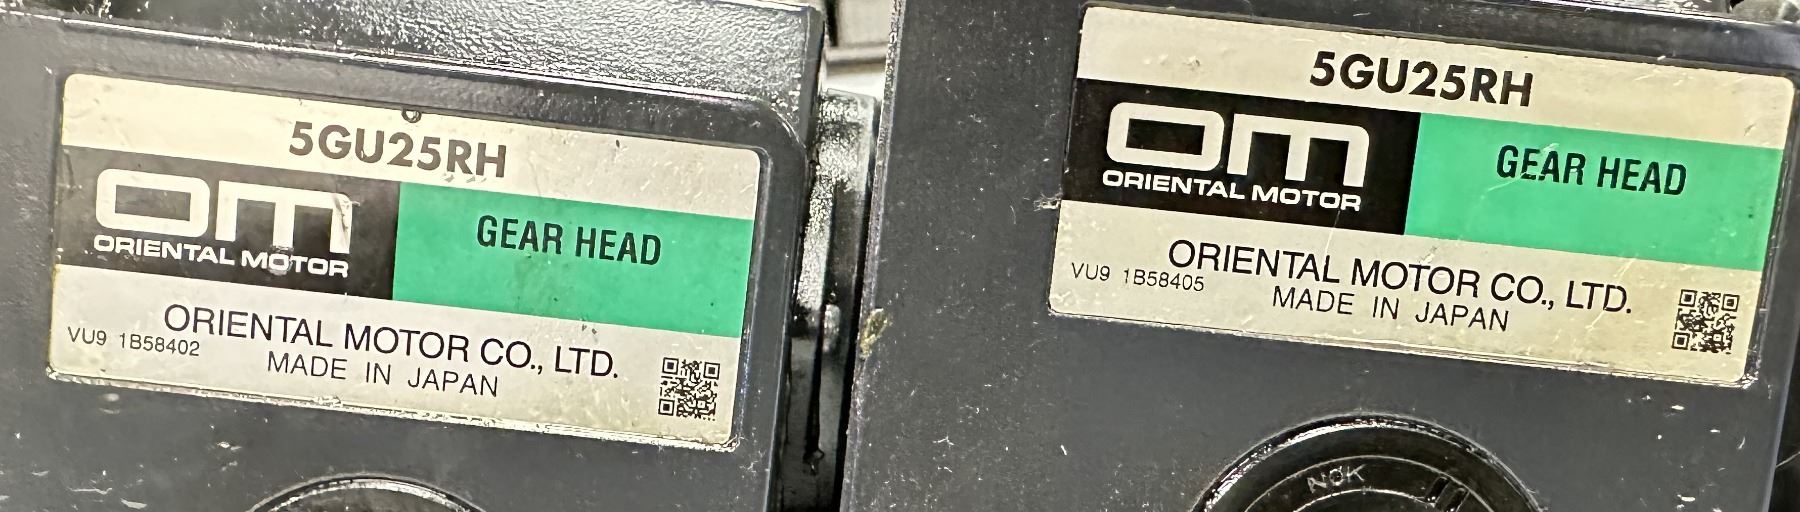 5GU25RH
OM
ORIENTAL MOTOR
GEAR HEAD
ORIENTAL MOTOR CO., LTD.
VU9 1B58402
MADE IN JAPAN
5GU25RH
OM
ORIENTAL MOTOR
GEAR HEAD
ORIENTAL MOTOR CO., LTD.
VU9 1B58405
MADE IN JAPAN
NOK